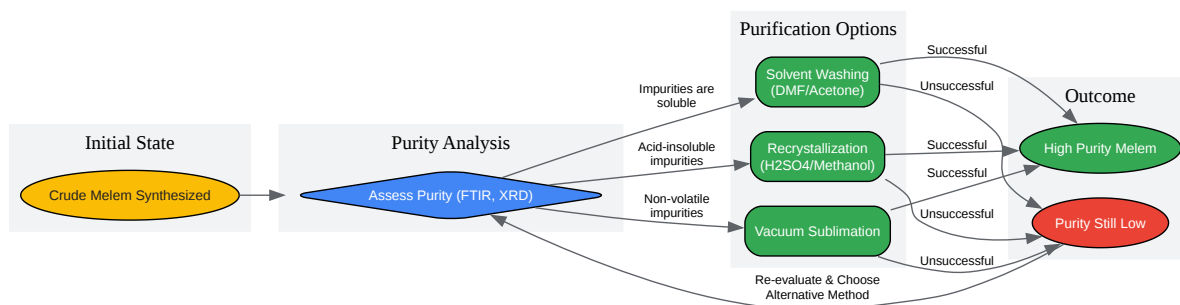 Initial State
Crude Melem Synthesized
Purity Analysis
Assess Purity (FTIR, XRD)
Impurities are
soluble
Acid-insoluble
impurities
Non-volatile
impurities
Purification Options
Solvent Washing
(DMF/Acetone)
Recrystallization
(H2SO4/Methanol)
Vacuum Sublimation
Successful
Unsuccessful
Successful
Successful
Unsuccessful
Unsuccessful
Outcome
High Purity Melem
Purity Still Low
Re-evaluate & Choose
Alternative Method